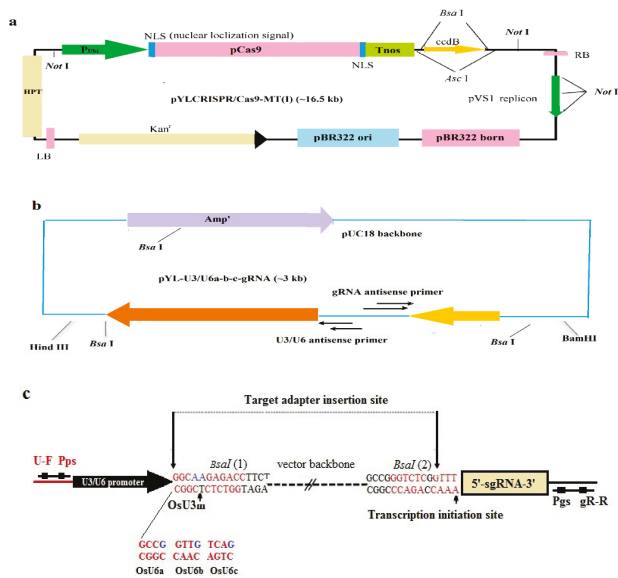 a
NLS (nuclear loclization signal)
Bsa I
Not I
PUbi
pCas9
Tnos
ccdB
Not I
RB
NLS
Asc I
HPT
pYLCRISPR/Cas9-MT(I) (~16.5 kb)
pVS1 replicon
Not I
Kanr
pBR322 ori
pBR322 born
LB
b
Ampr
Bsa I
pUC18 backbone
pYL-U3/U6a-b-c-gRNA (~3 kb)
gRNA antisense primer
U3/U6 antisense primer
Hind III
Bsa I
Bsa I
BamHI
c
Target adapter insertion site
U-F Pps
BsaI (1)
vector backbone
BsaI (2)
U3/U6 promoter
GGCAAGAGACCTTCT
GCCGGGTCTCGGTTT
CGGCTCTCTGGTAGA
CGGCCCAGACCAAA
5'-sgRNA-3'
OsU3m
Transcription initiation site
Pgs gR-R
GCCG GTTG TCAG
CGGC CAAC AGTC
OsU6a OsU6b OsU6c